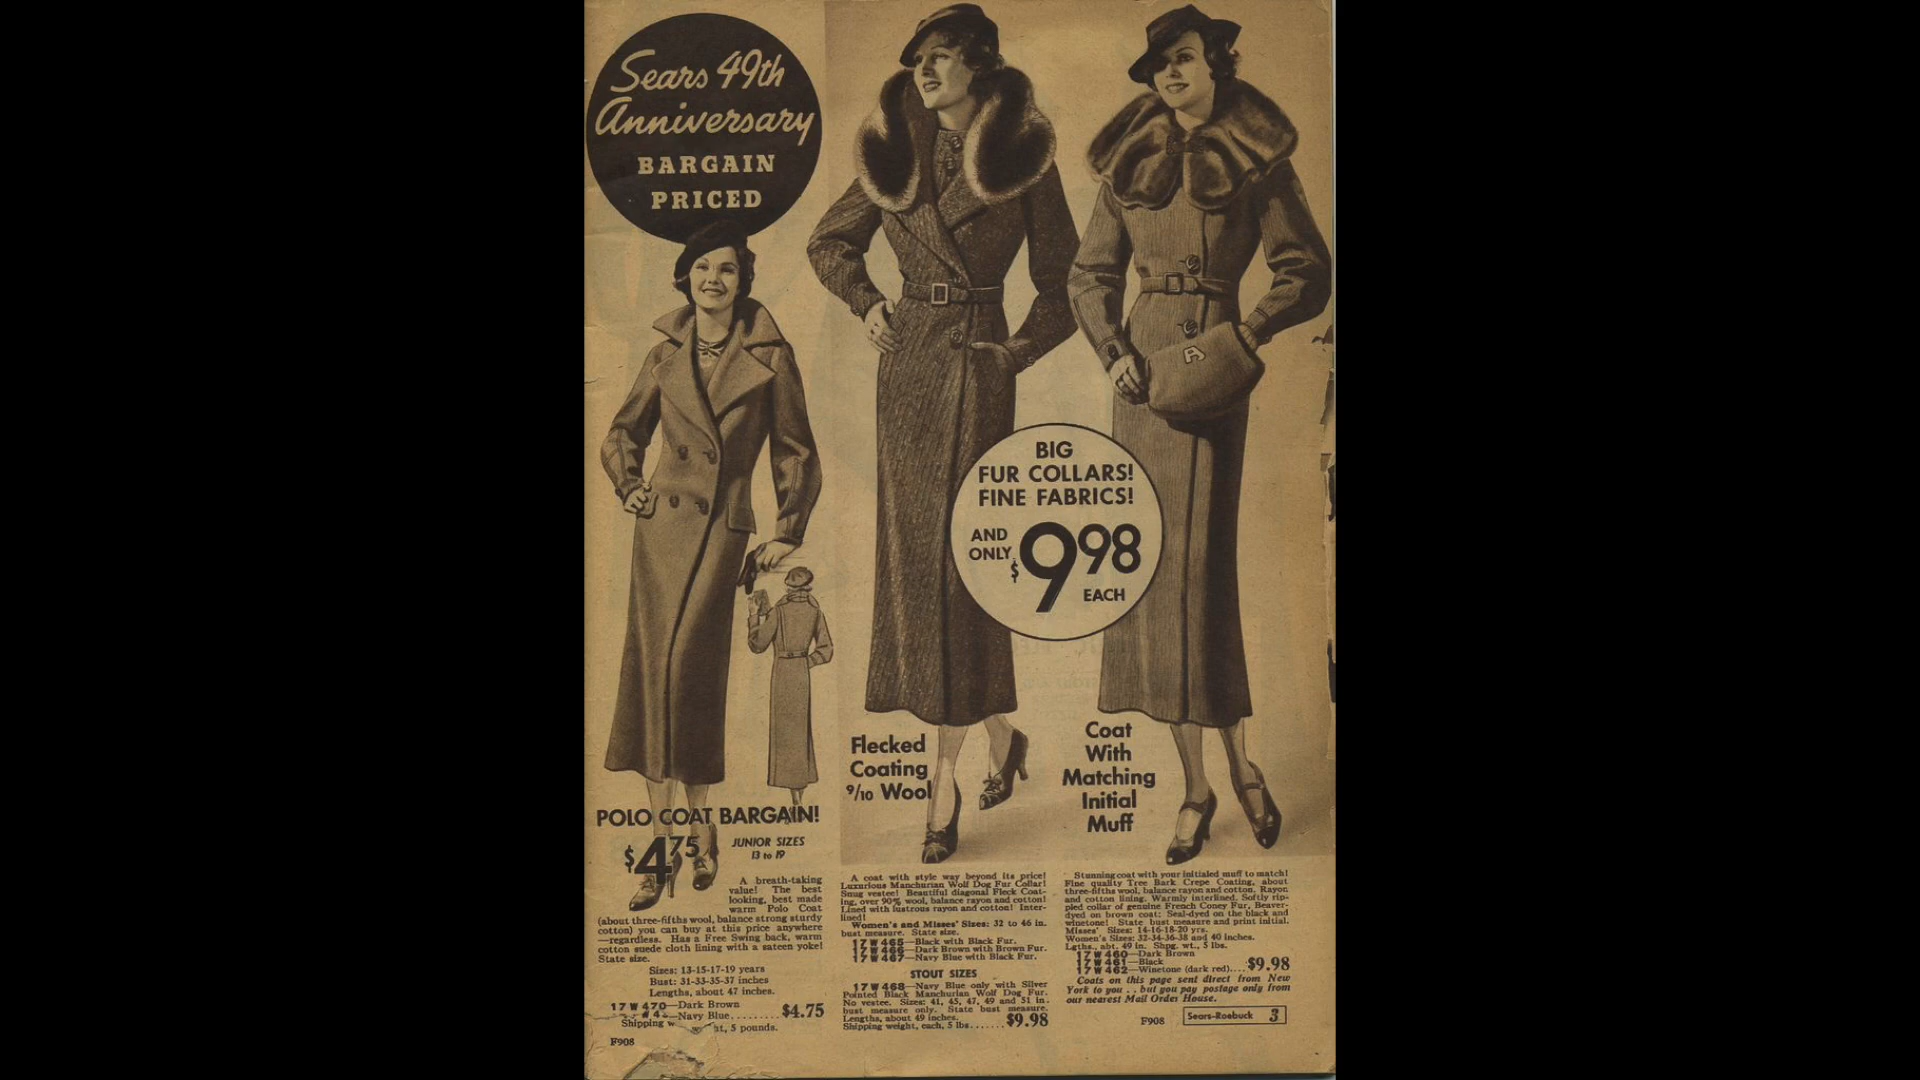 Sears 49th
Anniversary
BARGAIN
PRICED
BIG
FUR COLLARS!
FINE FABRICS!
AND
ONLY
$9.98
EACH
A
POLO COAT BARGAIN!
$4.75
JUNIOR SIZES
13 to 19
A breath-taking
value! The best
looking, best made
warm Polo Coat
(about three-fifths wool, balance strong sturdy
cotton) you can buy at this price anywhere
—regardless. Has a Free Swing back, warm
cotton suede cloth lining with a sateen yoke!
State size.
Sizes: 13-15-17-19 years
Bust: 31-33-35-37 inches
Lengths, about 47 inches.
17 W 470—Dark Brown
—Navy Blue........ $4.75
Shipping ht, 5 pounds.
F908
Flecked
Coating
9/10 Wool
A coat with style way beyond its price!
Luxurious Manchurian Wolf Dog Fur Collar!
Snug vestee! Beautiful diagonal Fleck Coat-
ing, over 90% wool, balance rayon and cotton!
Lined with lustrous rayon and cotton! Inter-
lined!
Women's and Misses' Sizes: 32 to 46 in.
bust measure. State size.
17 W 465—Black with Black Fur.
17 W 466—Dark Brown with Brown Fur.
17 W 467—Navy Blue with Black Fur.
STOUT SIZES
17 W 468—Navy Blue only with Silver
Pointed Black Manchurian Wolf Dog Fur.
No vestee. Sizes: 41, 45, 47, 49 and 51 in.
bust measure only. State bust measure.
Lengths, about 49 inches.
Shipping weight, each, 5 lbs....... $9.98
Coat
With
Matching
Initial
Muff
Stunning coat with your initialed muff to match!
Fine quality Tree Bark Crepe Coating, about
three-fifths wool, balance rayon and cotton. Rayon
and cotton lining. Warmly interlined. Softly rip-
pled collar of genuine French Coney Fur, Beaver-
dyed on brown coat; Seal-dyed on the black and
winetone! State bust measure and print initial.
Misses' Sizes: 14-16-18-20 yrs.
Women's Sizes: 32-34-36-38 and 40 inches.
Lgths., abt. 49 in. Shpg. wt., 5 lbs.
17 W 460—Dark Brown
17 W 461—Black
17 W 462—Winetone (dark red).... $9.98
Coats on this page sent direct from New
York to you . . but you pay postage only from
our nearest Mail Order House.
F908
Sears-Roebuck 3